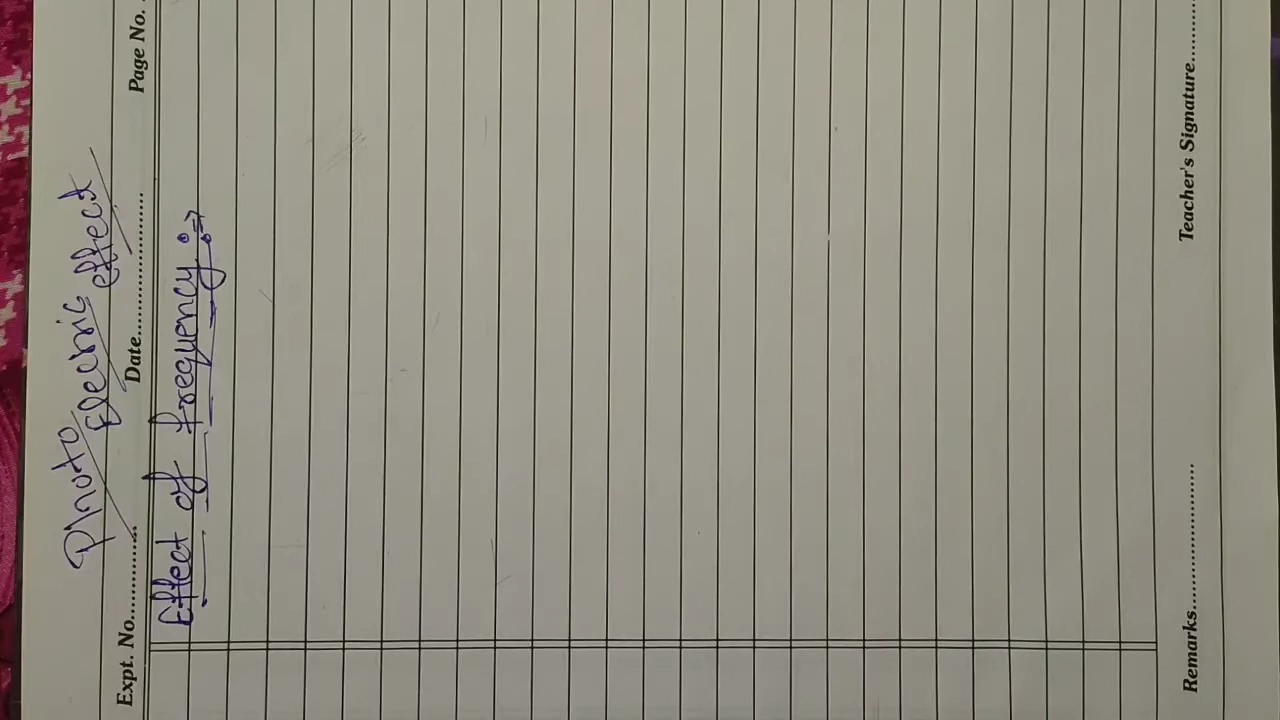 Photo Electric effect
Expt. No............ Date........................ Page No.
Effect of frequency :⇒
Remarks........................ Teacher's Signature............